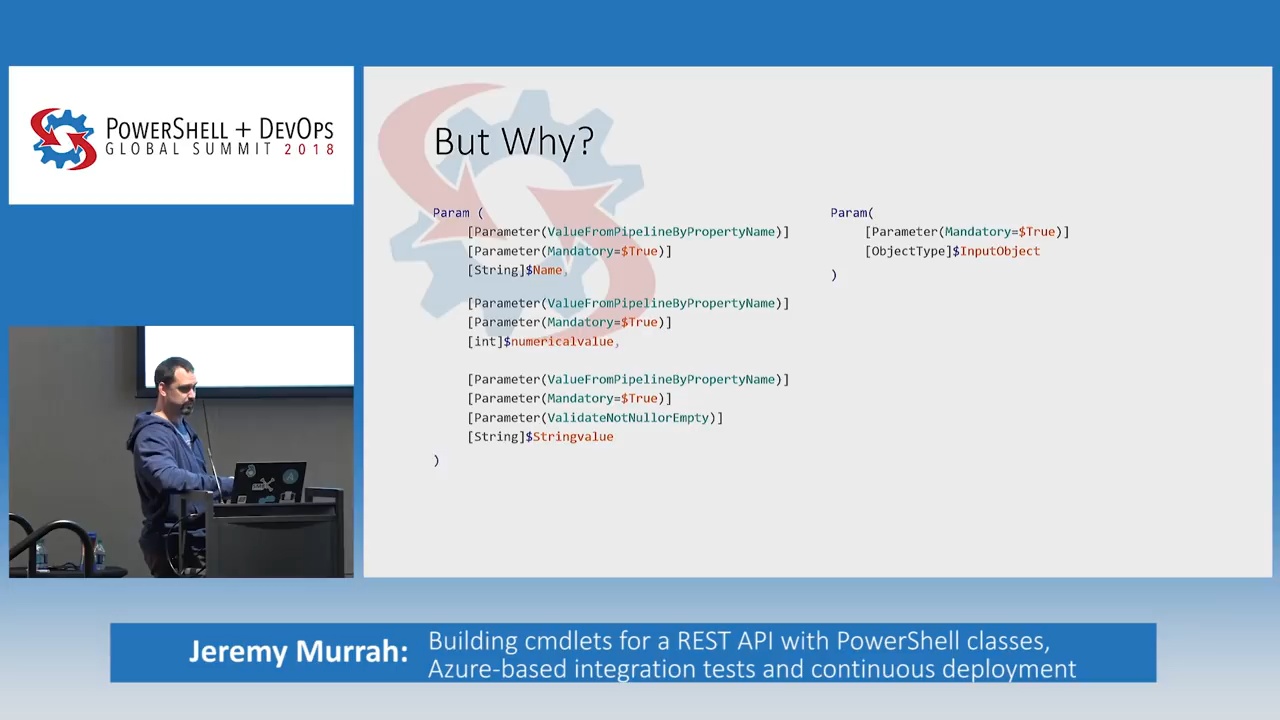 POWERSHELL + DEVOPS
GLOBAL SUMMIT 2018
But Why?
Param (
[Parameter(ValueFromPipelineByPropertyName)]
[Parameter(Mandatory=$True)]
[String]$Name,
[Parameter(ValueFromPipelineByPropertyName)]
[Parameter(Mandatory=$True)]
[int]$numericalvalue,
[Parameter(ValueFromPipelineByPropertyName)]
[Parameter(Mandatory=$True)]
[Parameter(ValidateNotNullorEmpty)]
[String]$Stringvalue
)
Param(
[Parameter(Mandatory=$True)]
[ObjectType]$InputObject
)
Jeremy Murrah:
Building cmdlets for a REST API with PowerShell classes,
Azure-based integration tests and continuous deployment